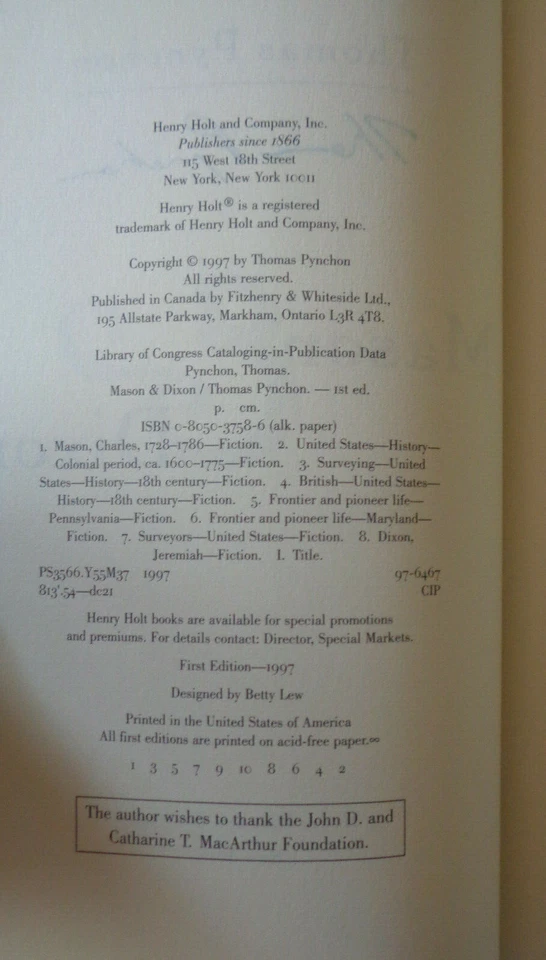 Thomas Pynchon
Henry Holt and Company, Inc.
Publishers since 1866
115 West 18th Street
New York, New York 10011
Henry Holt® is a registered
trademark of Henry Holt and Company, Inc.
Copyright © 1997 by Thomas Pynchon
All rights reserved.
Published in Canada by Fitzhenry & Whiteside Ltd.,
195 Allstate Parkway, Markham, Ontario L3R 4T8.
Library of Congress Cataloging-in-Publication Data
Pynchon, Thomas.
Mason & Dixon / Thomas Pynchon. — 1st ed.
p. cm.
ISBN 0-8050-3758-6 (alk. paper)
1. Mason, Charles, 1728–1786—Fiction. 2. United States—History—
Colonial period, ca. 1600–1775—Fiction. 3. Surveying—United
States—History—18th century—Fiction. 4. British—United States—
History—18th century—Fiction. 5. Frontier and pioneer life—
Pennsylvania—Fiction. 6. Frontier and pioneer life—Maryland—
Fiction. 7. Surveyors—United States—Fiction. 8. Dixon,
Jeremiah—Fiction. I. Title.
PS3566.Y55M37 1997 97-6467
813'.54—dc21 CIP
Henry Holt books are available for special promotions
and premiums. For details contact: Director, Special Markets.
First Edition—1997
Designed by Betty Lew
Printed in the United States of America
All first editions are printed on acid-free paper.∞
1 3 5 7 9 10 8 6 4 2
The author wishes to thank the John D. and
Catharine T. MacArthur Foundation.